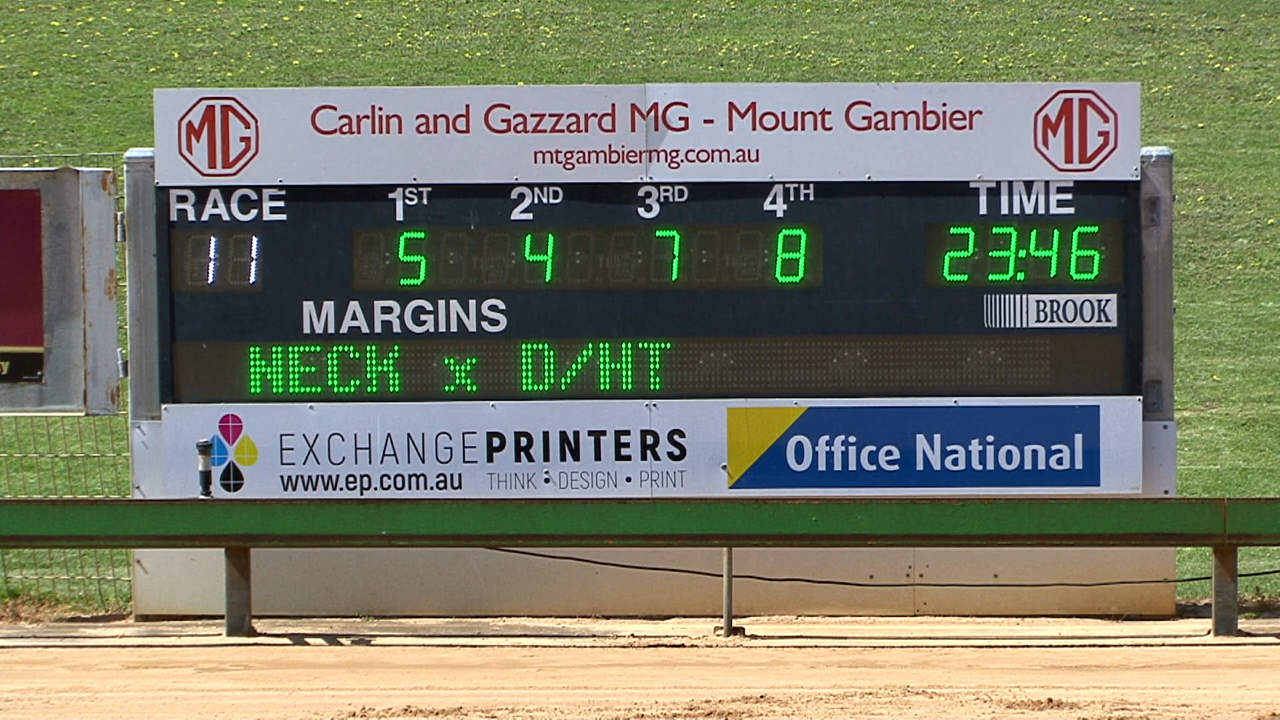 MG Carlin and Gazzard MG - Mount Gambier MG
mtgambiermg.com.au
RACE 1ST 2ND 3RD 4TH TIME
11 5 4 7 8 23:46
MARGINS BROOK
NECK x D/HT
EXCHANGEPRINTERS
www.ep.com.au THINK • DESIGN • PRINT
Office National